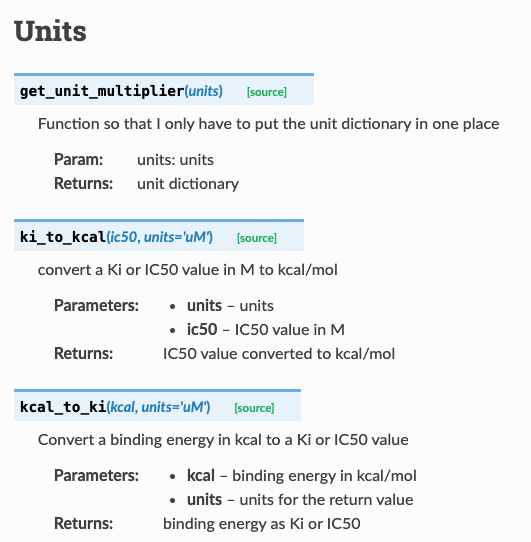 Units
get_unit_multiplier(units) [source]
Function so that I only have to put the unit dictionary in one place
Param: units: units
Returns: unit dictionary
ki_to_kcal(ic50, units='uM') [source]
convert a Ki or IC50 value in M to kcal/mol
Parameters: • units – units
• ic50 – IC50 value in M
Returns: IC50 value converted to kcal/mol
kcal_to_ki(kcal, units='uM') [source]
Convert a binding energy in kcal to a Ki or IC50 value
Parameters: • kcal – binding energy in kcal/mol
• units – units for the return value
Returns: binding energy as Ki or IC50